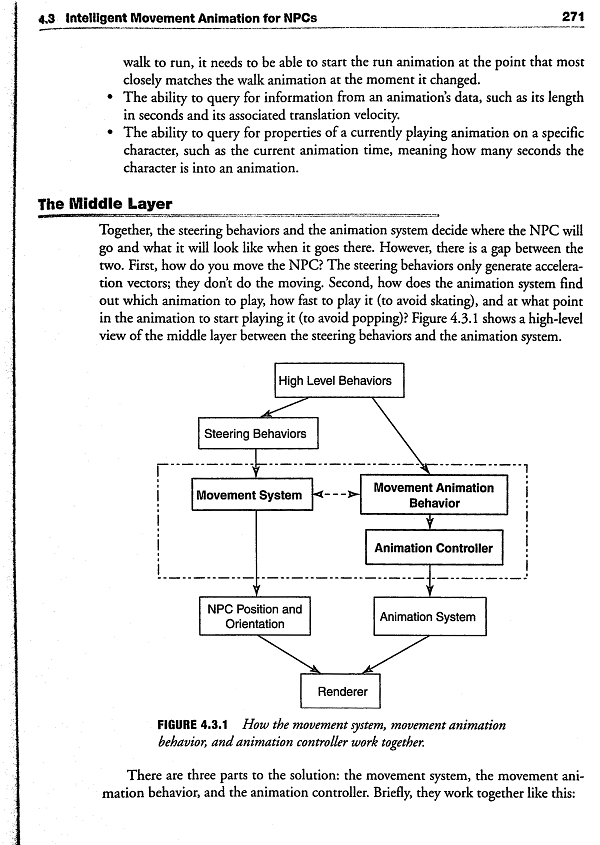 4.3 Intelligent Movement Animation for NPCs 271
walk to run, it needs to be able to start the run animation at the point that most
closely matches the walk animation at the moment it changed.
• The ability to query for information from an animation's data, such as its length
in seconds and its associated translation velocity.
• The ability to query for properties of a currently playing animation on a specific
character, such as the current animation time, meaning how many seconds the
character is into an animation.
The Middle Layer
Together, the steering behaviors and the animation system decide where the NPC will
go and what it will look like when it goes there. However, there is a gap between the
two. First, how do you move the NPC? The steering behaviors only generate accelera-
tion vectors; they don't do the moving. Second, how does the animation system find
out which animation to play, how fast to play it (to avoid skating), and at what point
in the animation to start playing it (to avoid popping)? Figure 4.3.1 shows a high-level
view of the middle layer between the steering behaviors and the animation system.
High Level Behaviors
Steering Behaviors
Movement System
Movement Animation
Behavior
Animation Controller
NPC Position and
Orientation
Animation System
Renderer
FIGURE 4.3.1 How the movement system, movement animation
behavior, and animation controller work together.
There are three parts to the solution: the movement system, the movement ani-
mation behavior, and the animation controller. Briefly, they work together like this: